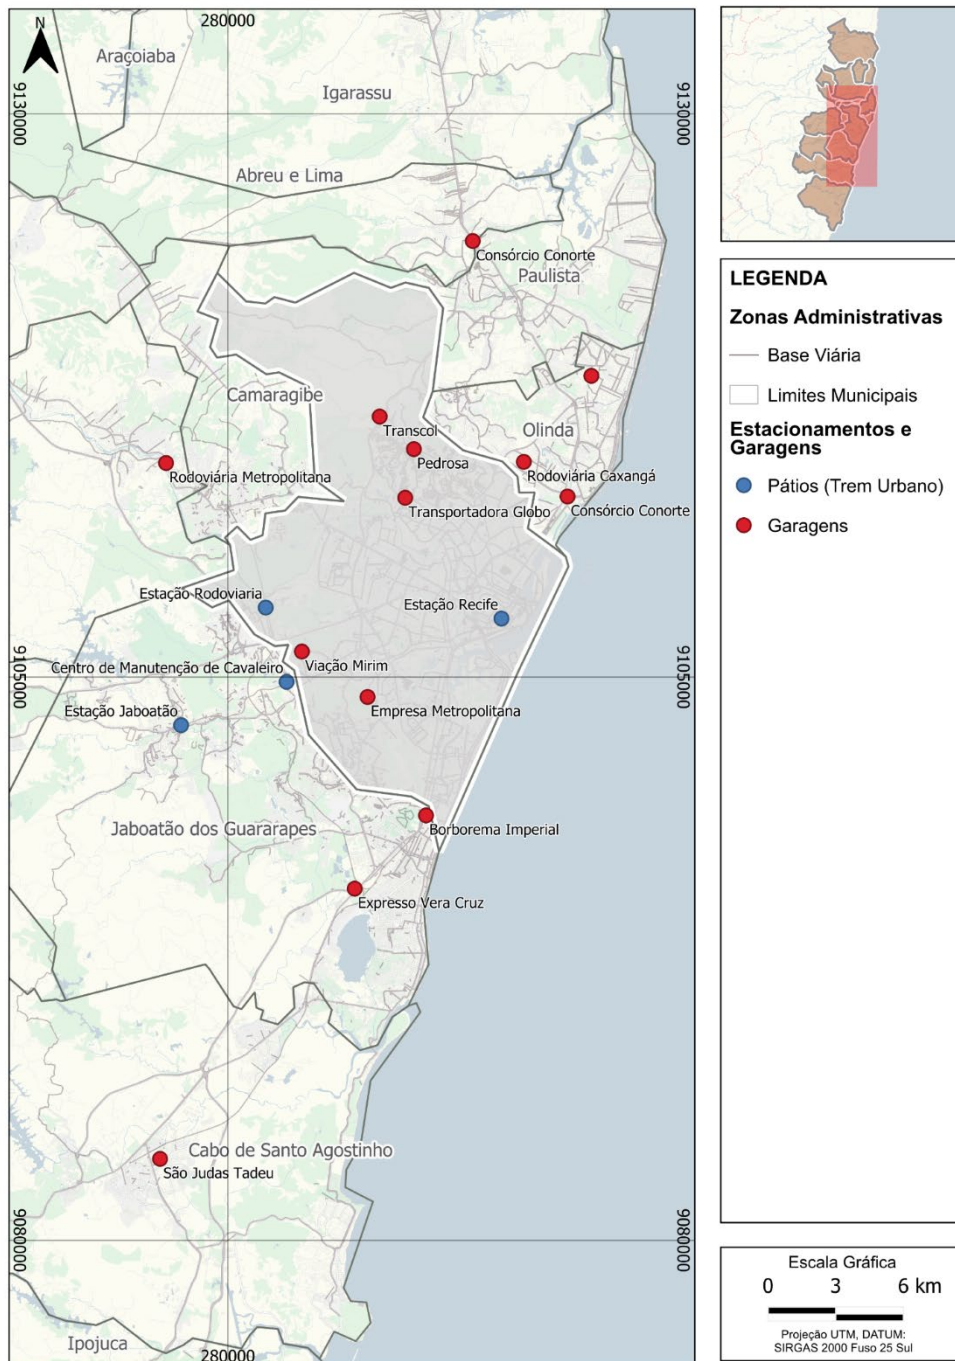 N
280000
Araçoiaba
Igarassu
9130000
9130000
Abreu e Lima
Consórcio Conorte
Paulista
Camaragibe
Transcol
Olinda
Pedrosa
Rodoviária Metropolitana
Rodoviária Caxangá
Transportadora Globo
Consórcio Conorte
Estação Rodoviaria
Estação Recife
Centro de Manutenção de Cavaleiro
Viação Mirim
9105000
9105000
Estação Jaboatão
Empresa Metropolitana
Jaboatão dos Guararapes
Borborema Imperial
Expresso Vera Cruz
Cabo de Santo Agostinho
São Judas Tadeu
9080000
9080000
Ipojuca
280000
LEGENDA
Zonas Administrativas
Base Viária
Limites Municipais
Estacionamentos e
Garagens
Pátios (Trem Urbano)
Garagens
Escala Gráfica
0 3 6 km
Projeção UTM, DATUM:
SIRGAS 2000 Fuso 25 Sul